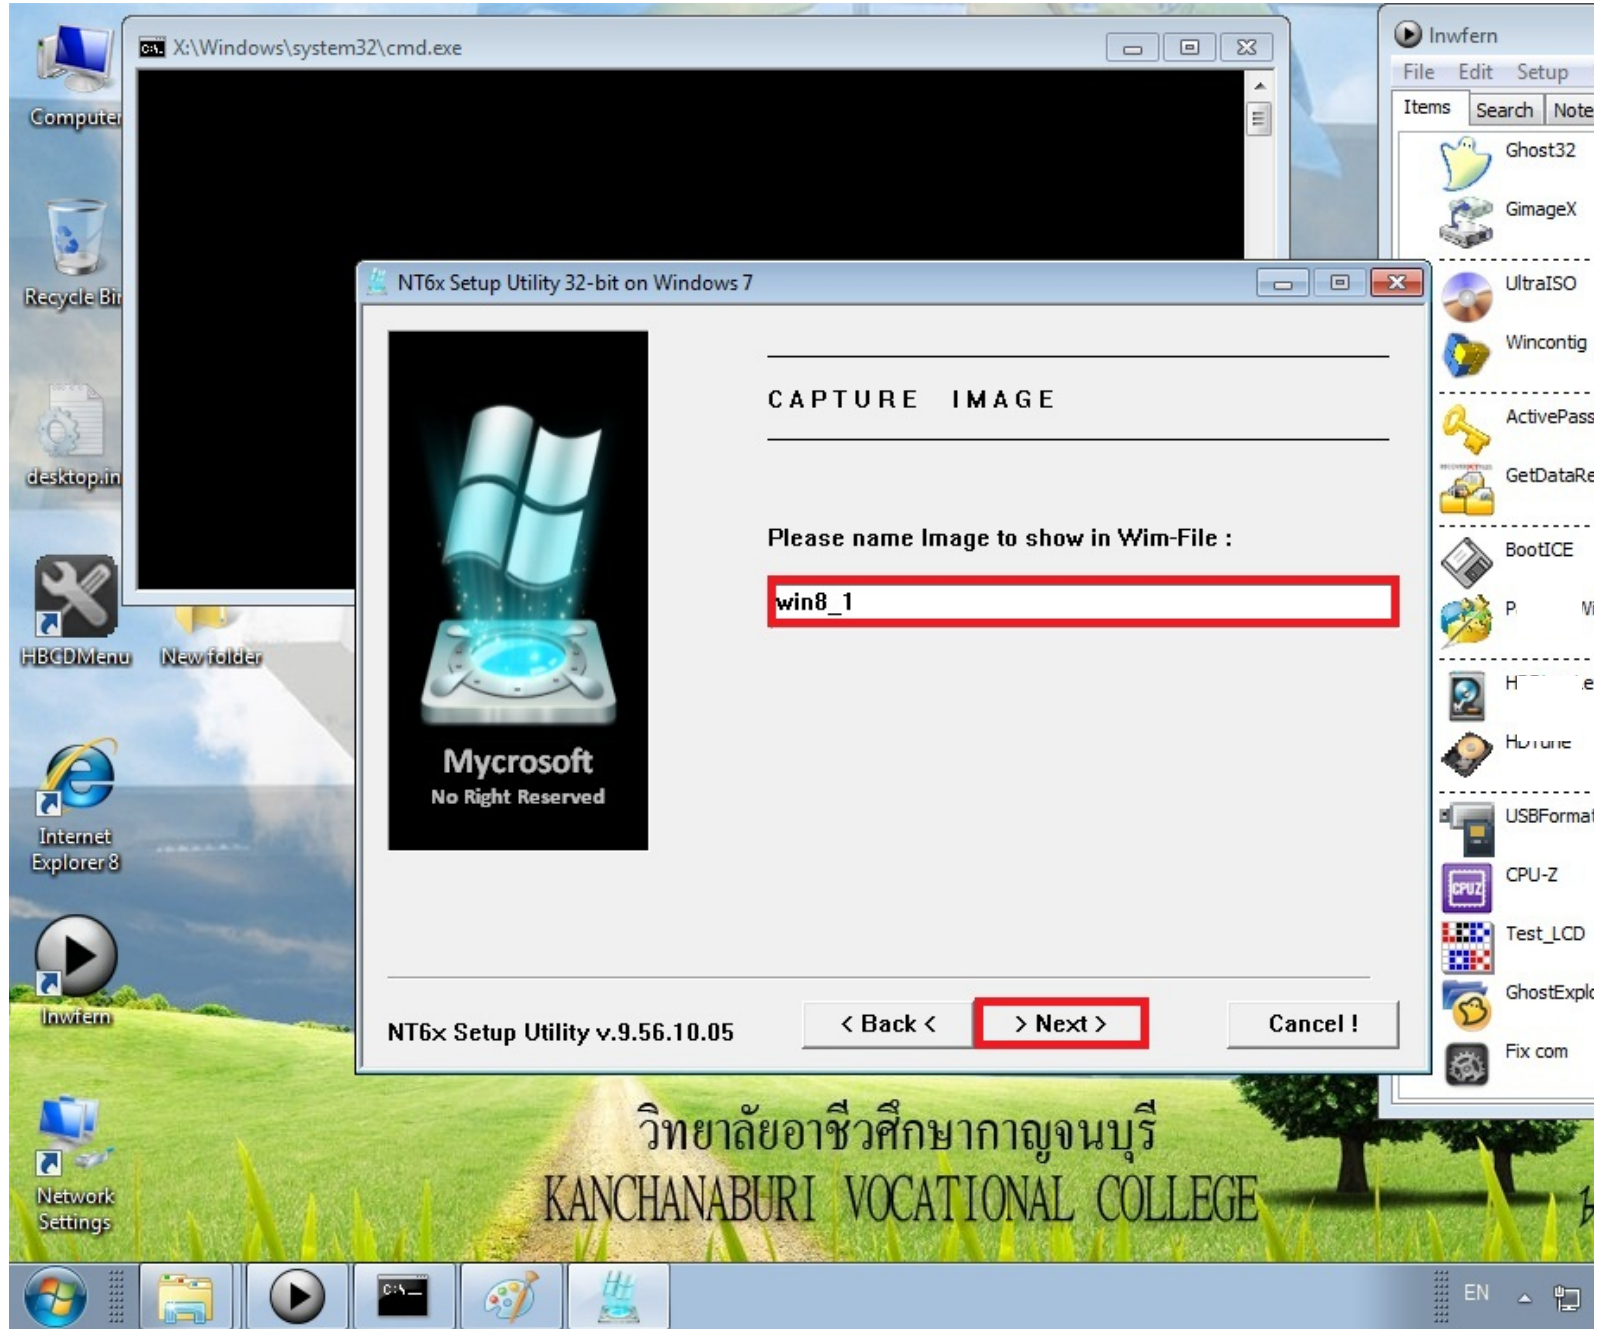 Computer
Recycle Bin
HBCDMenu
New folder
Internet
Explorer 8
Inwfern
Network
Settings
X:\Windows\system32\cmd.exe
NT6x Setup Utility 32-bit on Windows 7
CAPTURE IMAGE
Please name Image to show in Wim-File :
win8_1
Mycrosoft
No Right Reserved
NT6x Setup Utility v.9.56.10.05
< Back <
> Next >
Cancel !
Inwfern
File Edit Setup
Items Search Note
Ghost32
GimageX
UltraISO
Wincontig
ActivePass
GetDataRe
BootICE
HDTune
USBFormat
CPUZ
CPU-Z
Test_LCD
GhostExplo
Fix com
วิทยาลัยอาชีวศึกษากาญจนบุรี
KANCHANABURI VOCATIONAL COLLEGE
EN